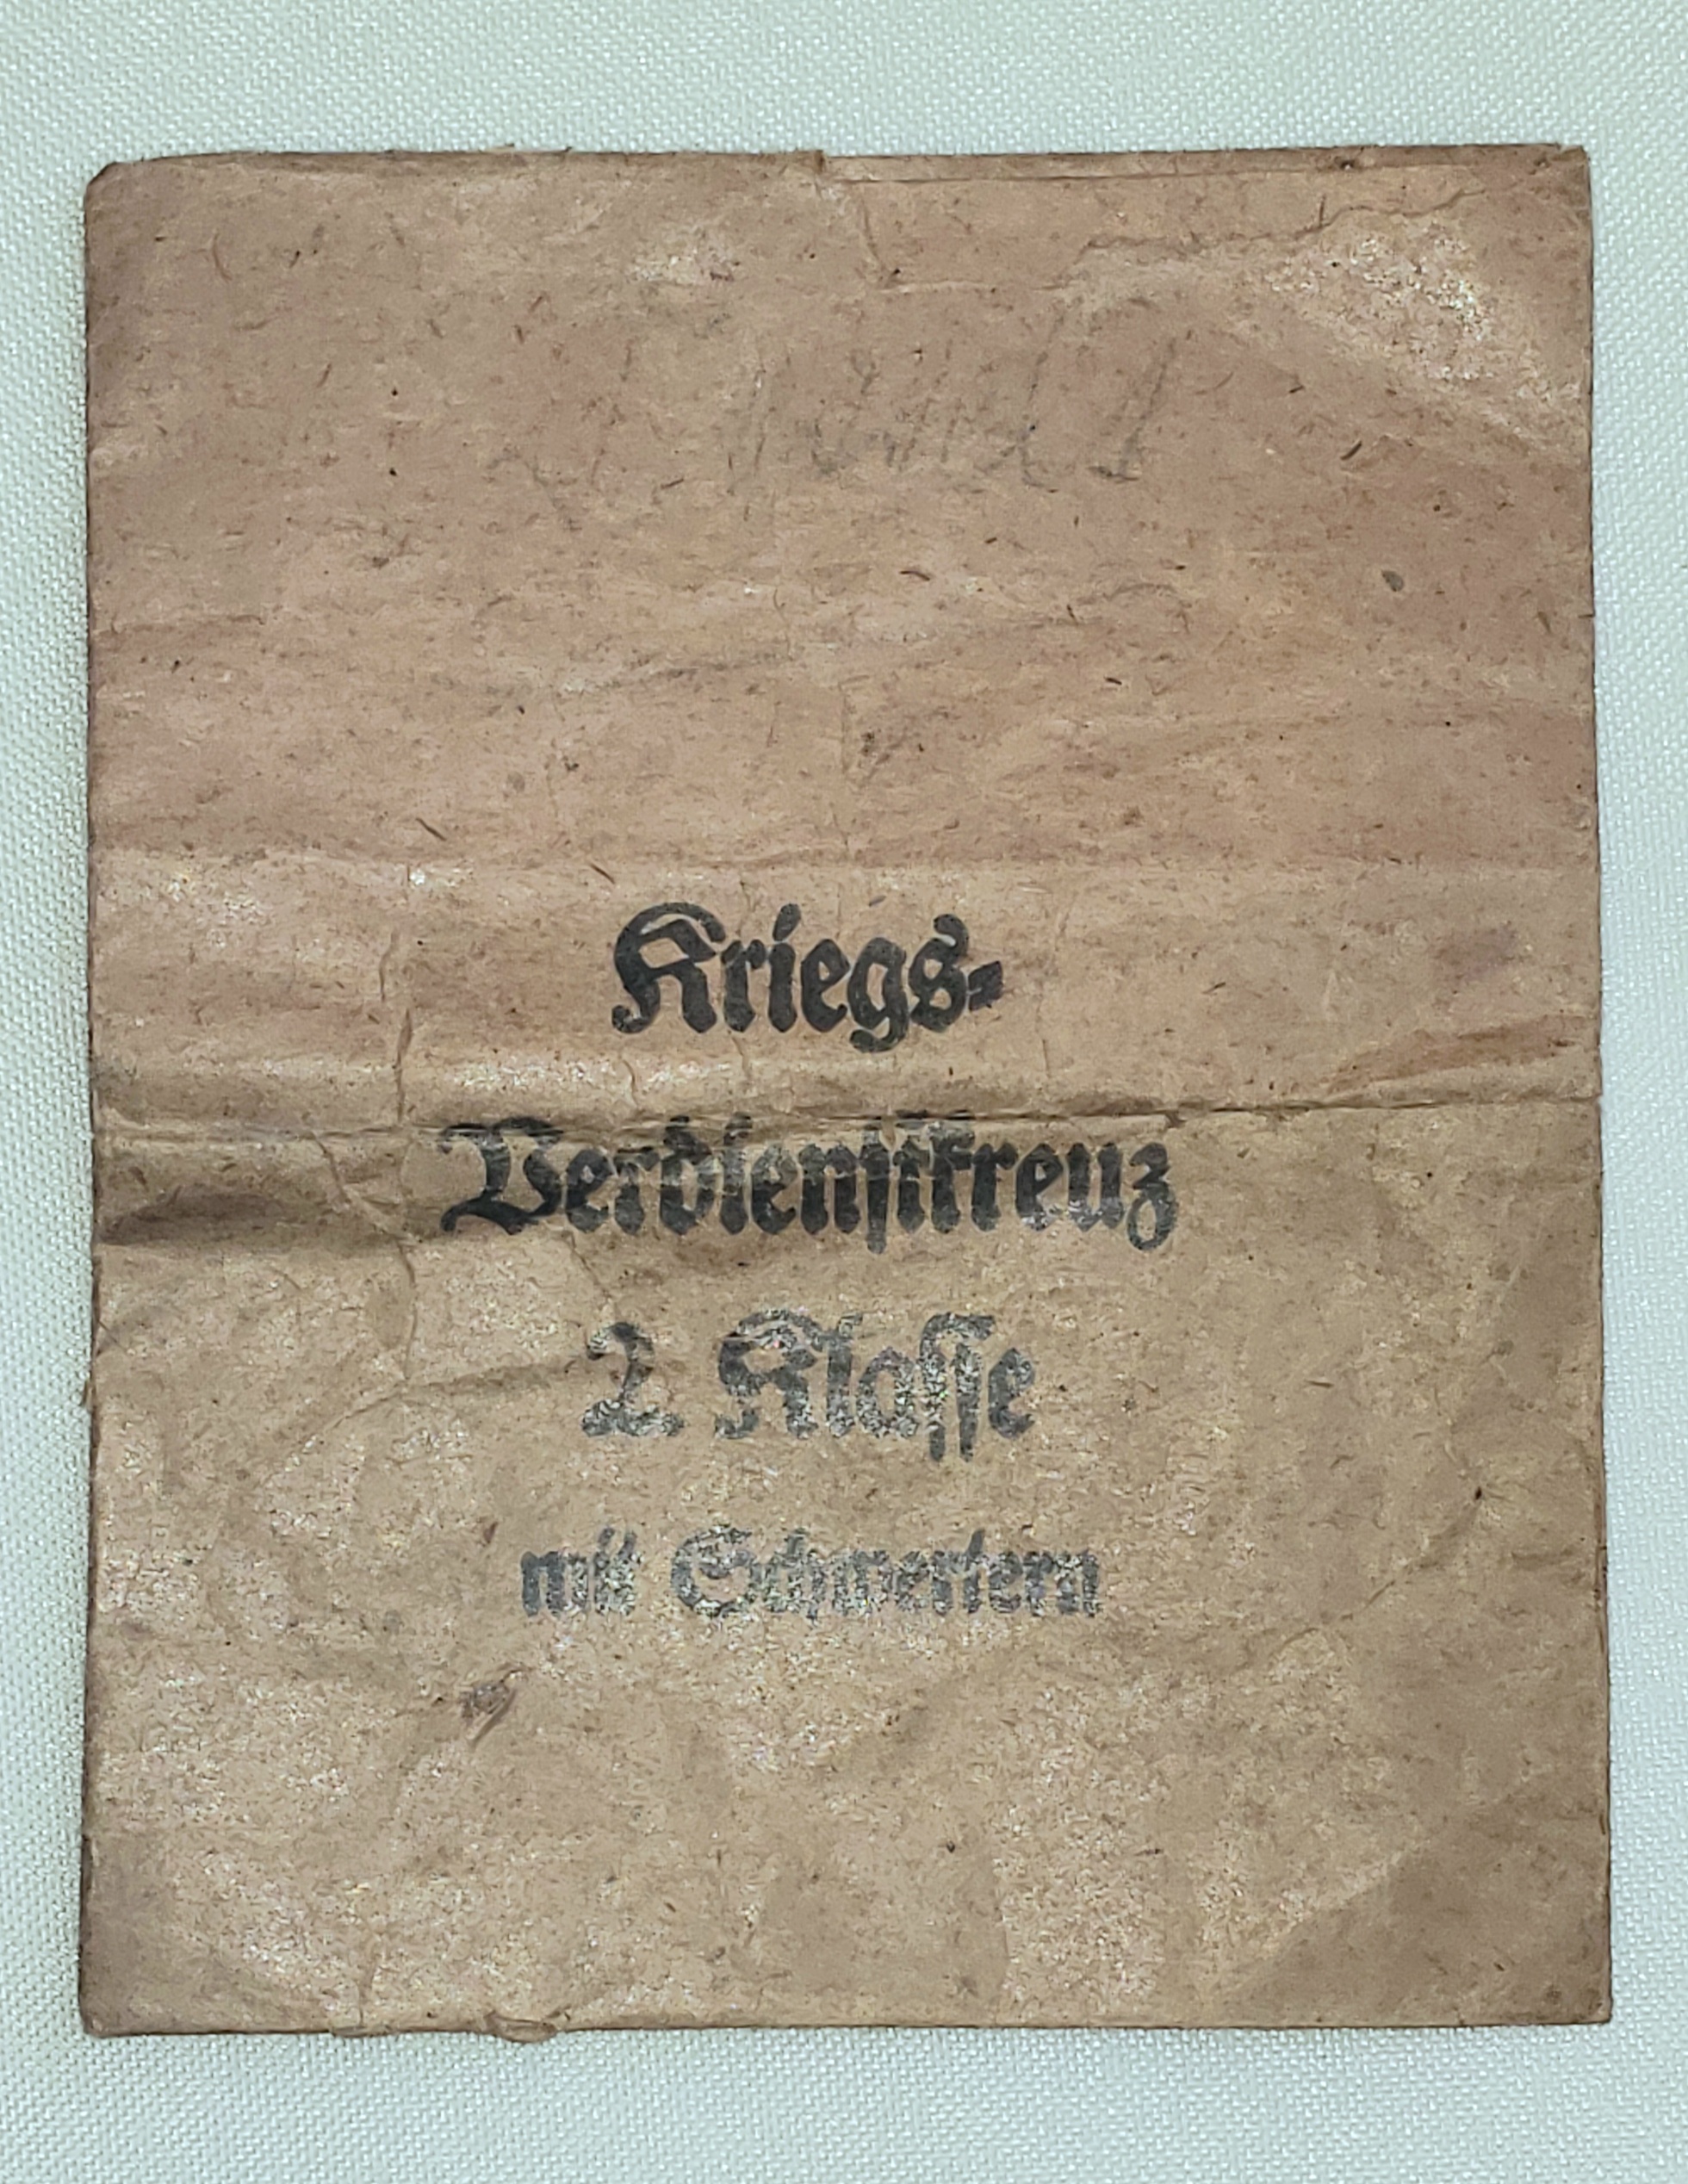 Kriegs-
Verdienstkreuz
2. Klasse
mit Schwertern